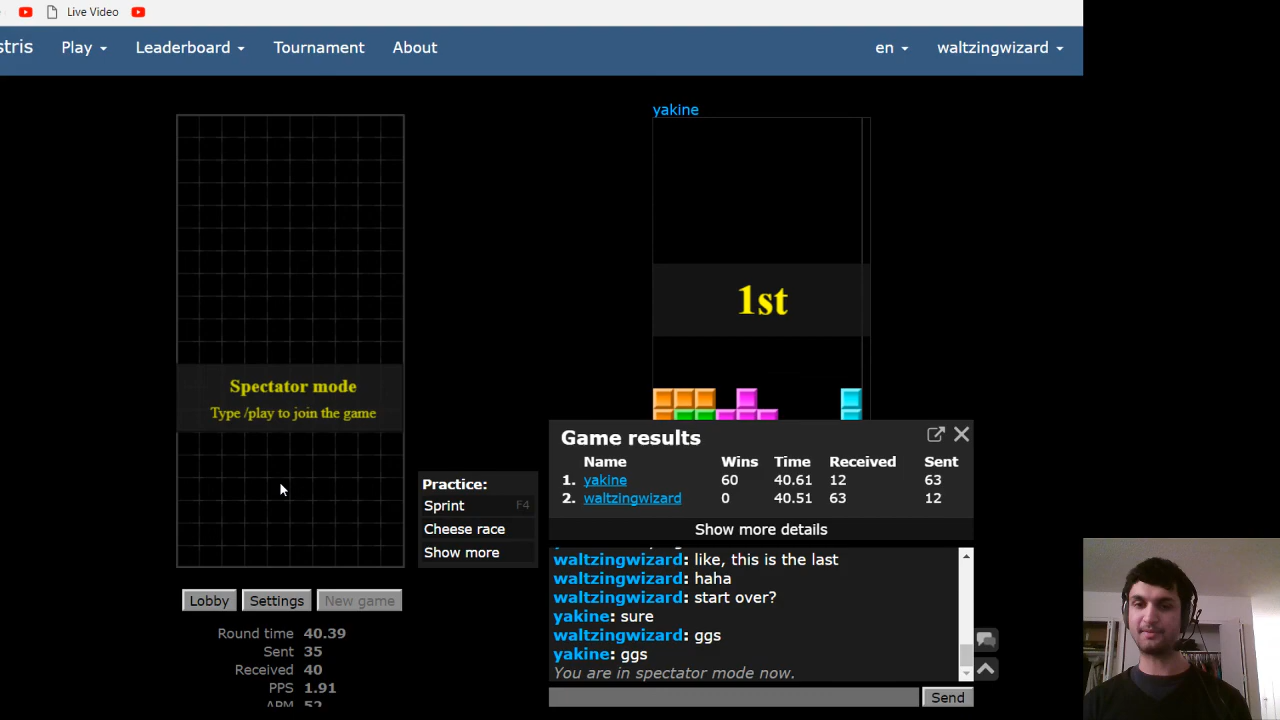 Live Video
stris Play Leaderboard Tournament About en waltzingwizard
yakine
1st
Spectator mode
Type /play to join the game
Practice:
Sprint F4
Cheese race
Show more
Game results
Name Wins Time Received Sent
1. yakine 60 40.61 12 63
2. waltzingwizard 0 40.51 63 12
Show more details
waltzingwizard: like, this is the last
waltzingwizard: haha
waltzingwizard: start over?
yakine: sure
waltzingwizard: ggs
yakine: ggs
You are in spectator mode now.
Send
Lobby Settings New game
Round time 40.39
Sent 35
Received 40
PPS 1.91
APM 52